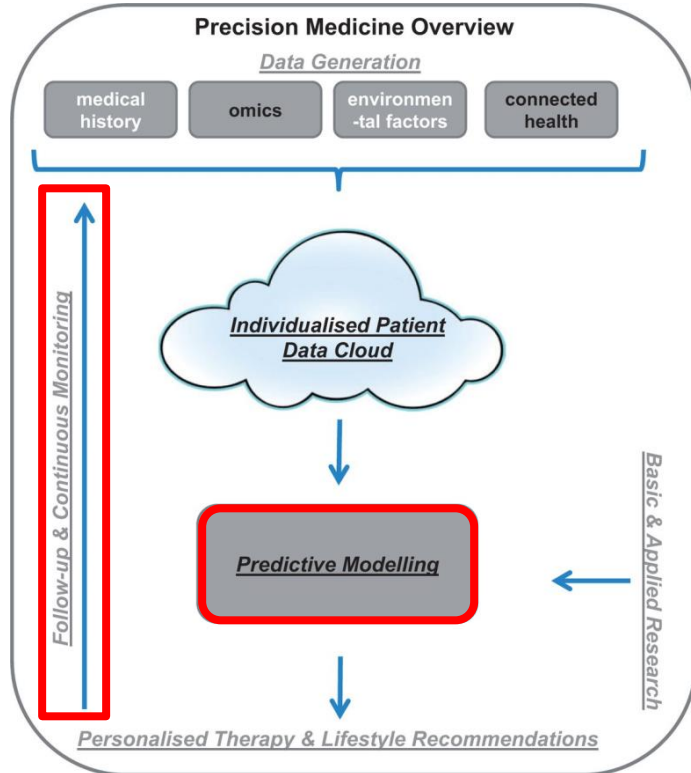 Precision Medicine Overview
Data Generation
medical
history
omics
environmen
-tal factors
connected
health
Individualised Patient
Data Cloud
Follow-up & Continuous Monitoring
Predictive Modelling
Basic & Applied Research
Personalised Therapy & Lifestyle Recommendations